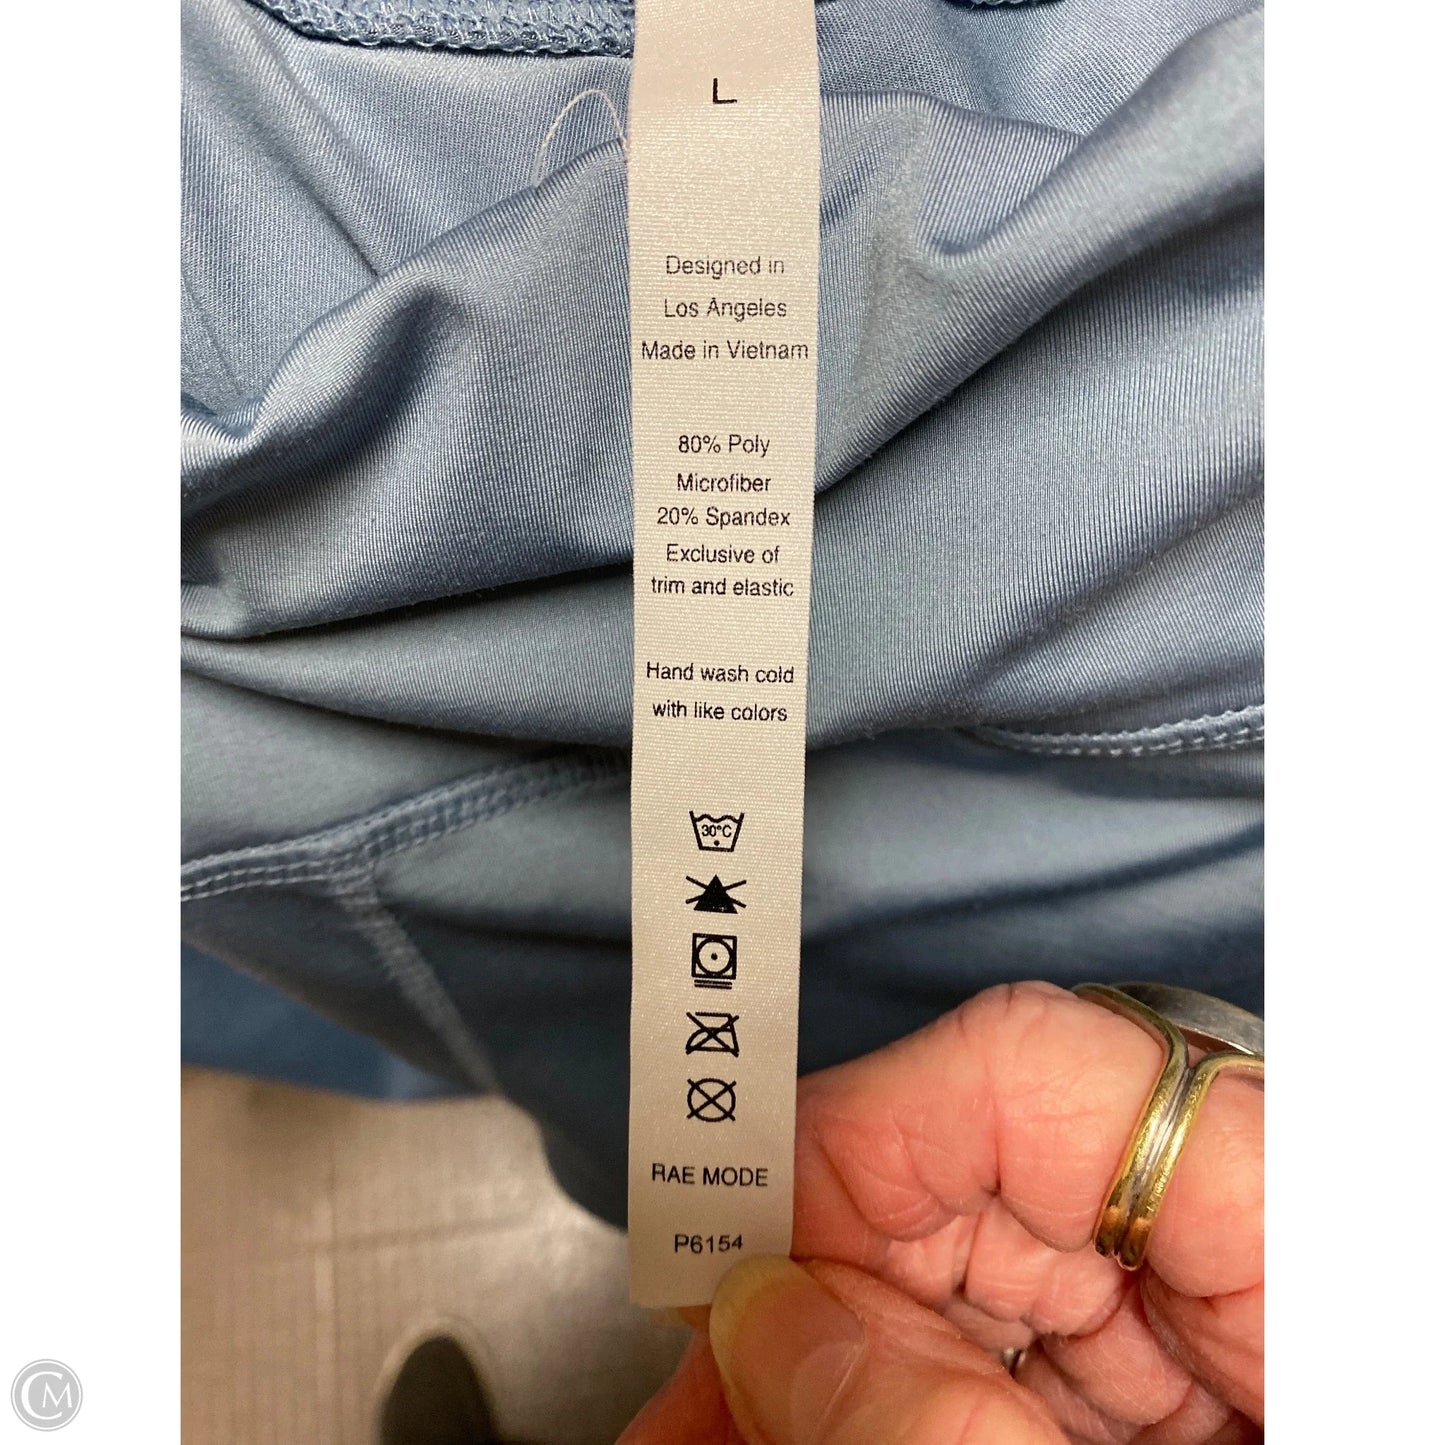 L
Designed in
Los Angeles
Made in Vietnam
80% Poly
Microfiber
20% Spandex
Exclusive of
trim and elastic
Hand wash cold
with like colors
30°C
RAE MODE
P6154
CM